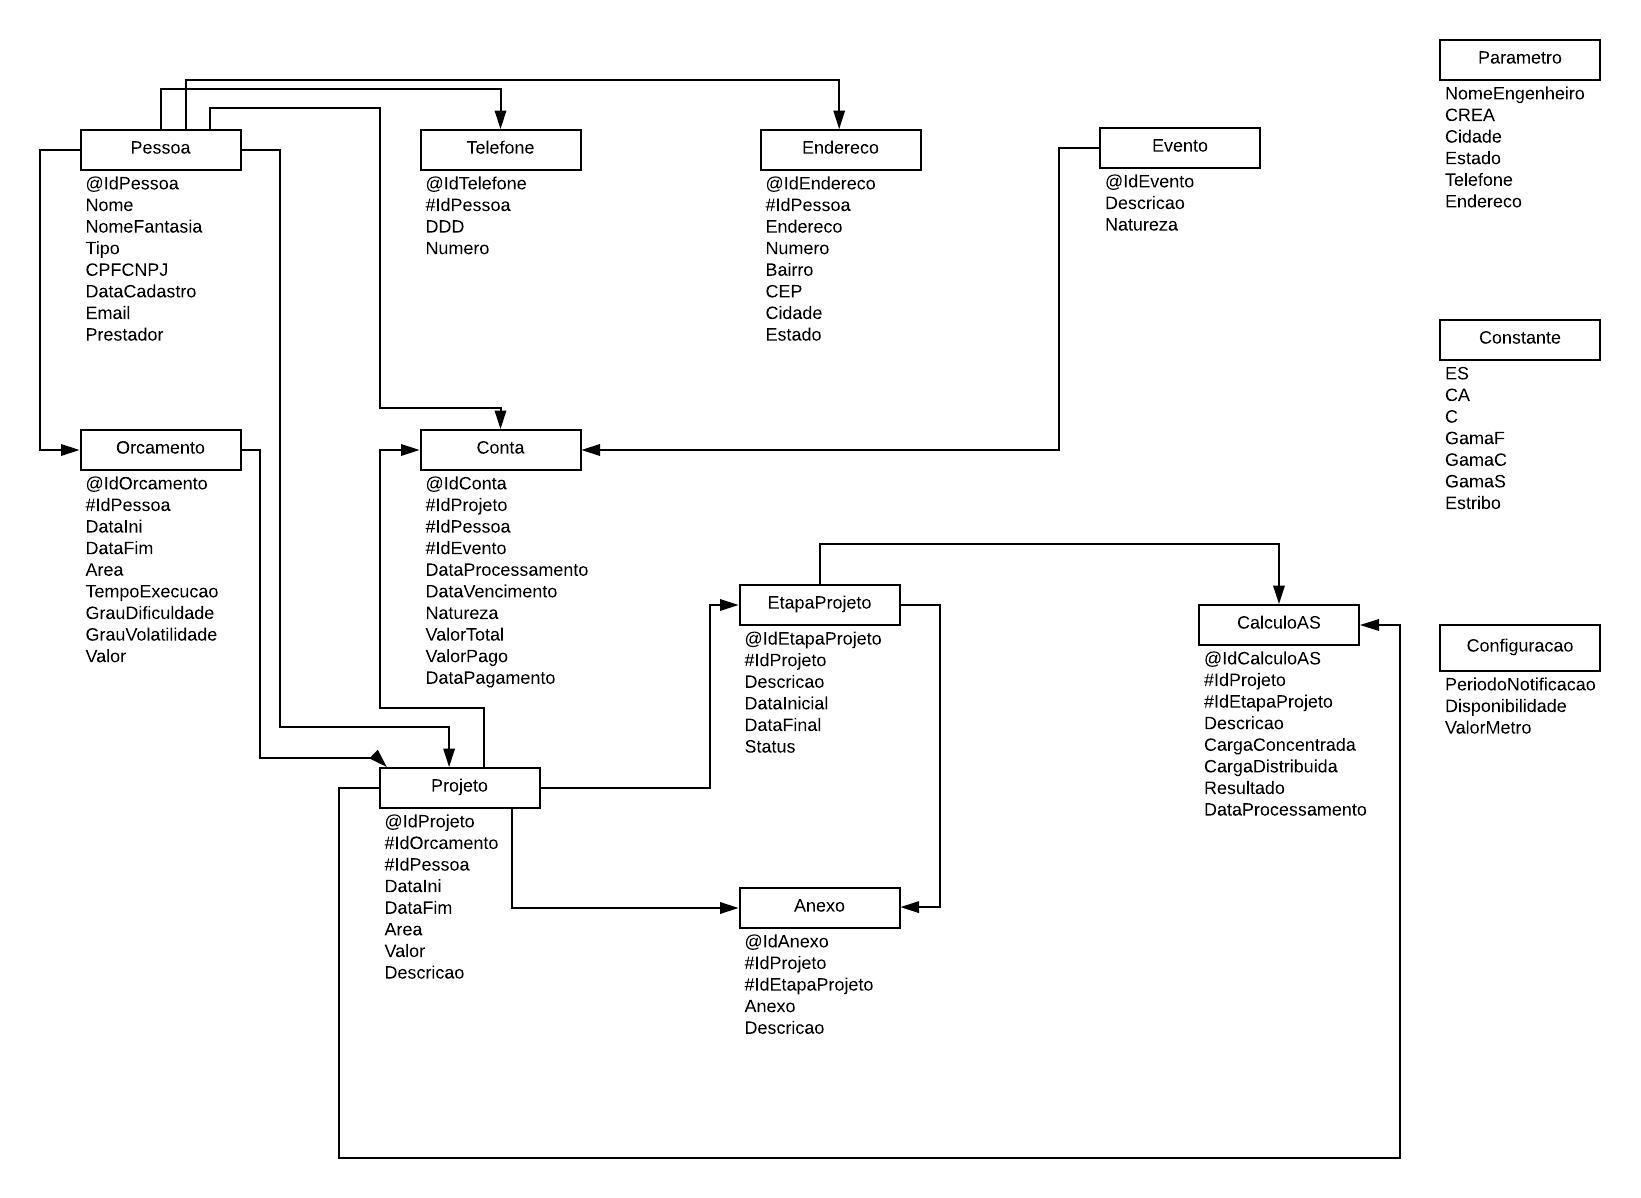 Pessoa
@IdPessoa
Nome
NomeFantasia
Tipo
CPFCNPJ
DataCadastro
Email
Prestador
Telefone
@IdTelefone
#IdPessoa
DDD
Numero
Endereco
@IdEndereco
#IdPessoa
Endereco
Numero
Bairro
CEP
Cidade
Estado
Evento
@IdEvento
Descricao
Natureza
Parametro
NomeEngenheiro
CREA
Cidade
Estado
Telefone
Endereco
Constante
ES
CA
C
GamaF
GamaC
GamaS
Estribo
Orcamento
@IdOrcamento
#IdPessoa
DataIni
DataFim
Area
TempoExecucao
GrauDificuldade
GrauVolatilidade
Valor
Conta
@IdConta
#IdProjeto
#IdPessoa
#IdEvento
DataProcessamento
DataVencimento
Natureza
ValorTotal
ValorPago
DataPagamento
EtapaProjeto
@IdEtapaProjeto
#IdProjeto
Descricao
DataInicial
DataFinal
Status
CalculoAS
@IdCalculoAS
#IdProjeto
#IdEtapaProjeto
Descricao
CargaConcentrada
CargaDistribuida
Resultado
DataProcessamento
Configuracao
PeriodoNotificacao
Disponibilidade
ValorMetro
Projeto
@IdProjeto
#IdOrcamento
#IdPessoa
DataIni
DataFim
Area
Valor
Descricao
Anexo
@IdAnexo
#IdProjeto
#IdEtapaProjeto
Anexo
Descricao